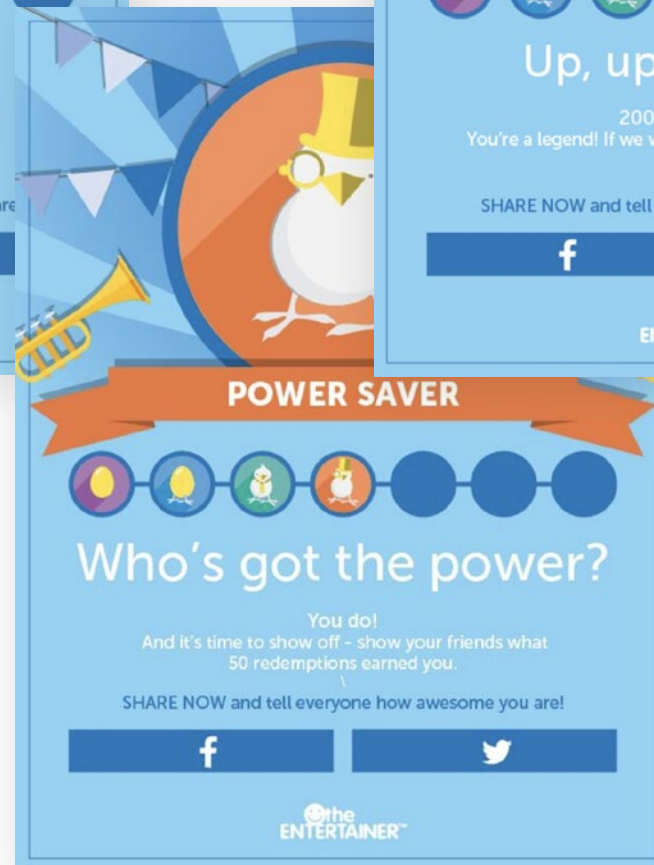 Up, up
200
You're a legend! If we
SHARE NOW and tell
f
POWER SAVER
Who's got the power?
You do!
And it's time to show off - show your friends what
50 redemptions earned you.
\
SHARE NOW and tell everyone how awesome you are!
f
the
ENTERTAINER™